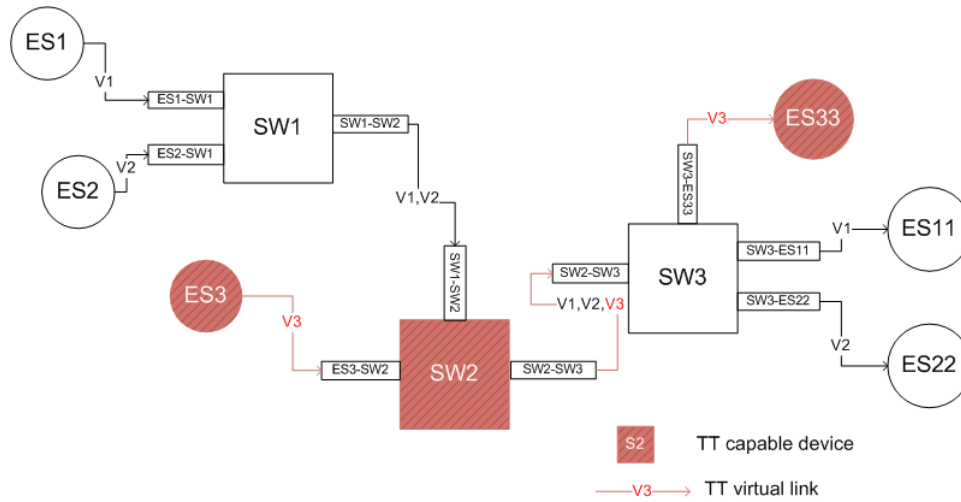 ES1
V1
ES1-SW1
SW1
SW1-SW2
ES2-SW1
V2
ES2
V1,V2
SW1-SW2
ES3
V3
ES3-SW2
SW2
SW2-SW3
V1,V2,V3
SW2-SW3
SW3
SW3-ES33
V3
ES33
SW3-ES11
V1
ES11
SW3-ES22
V2
ES22
S2 TT capable device
V3 TT virtual link